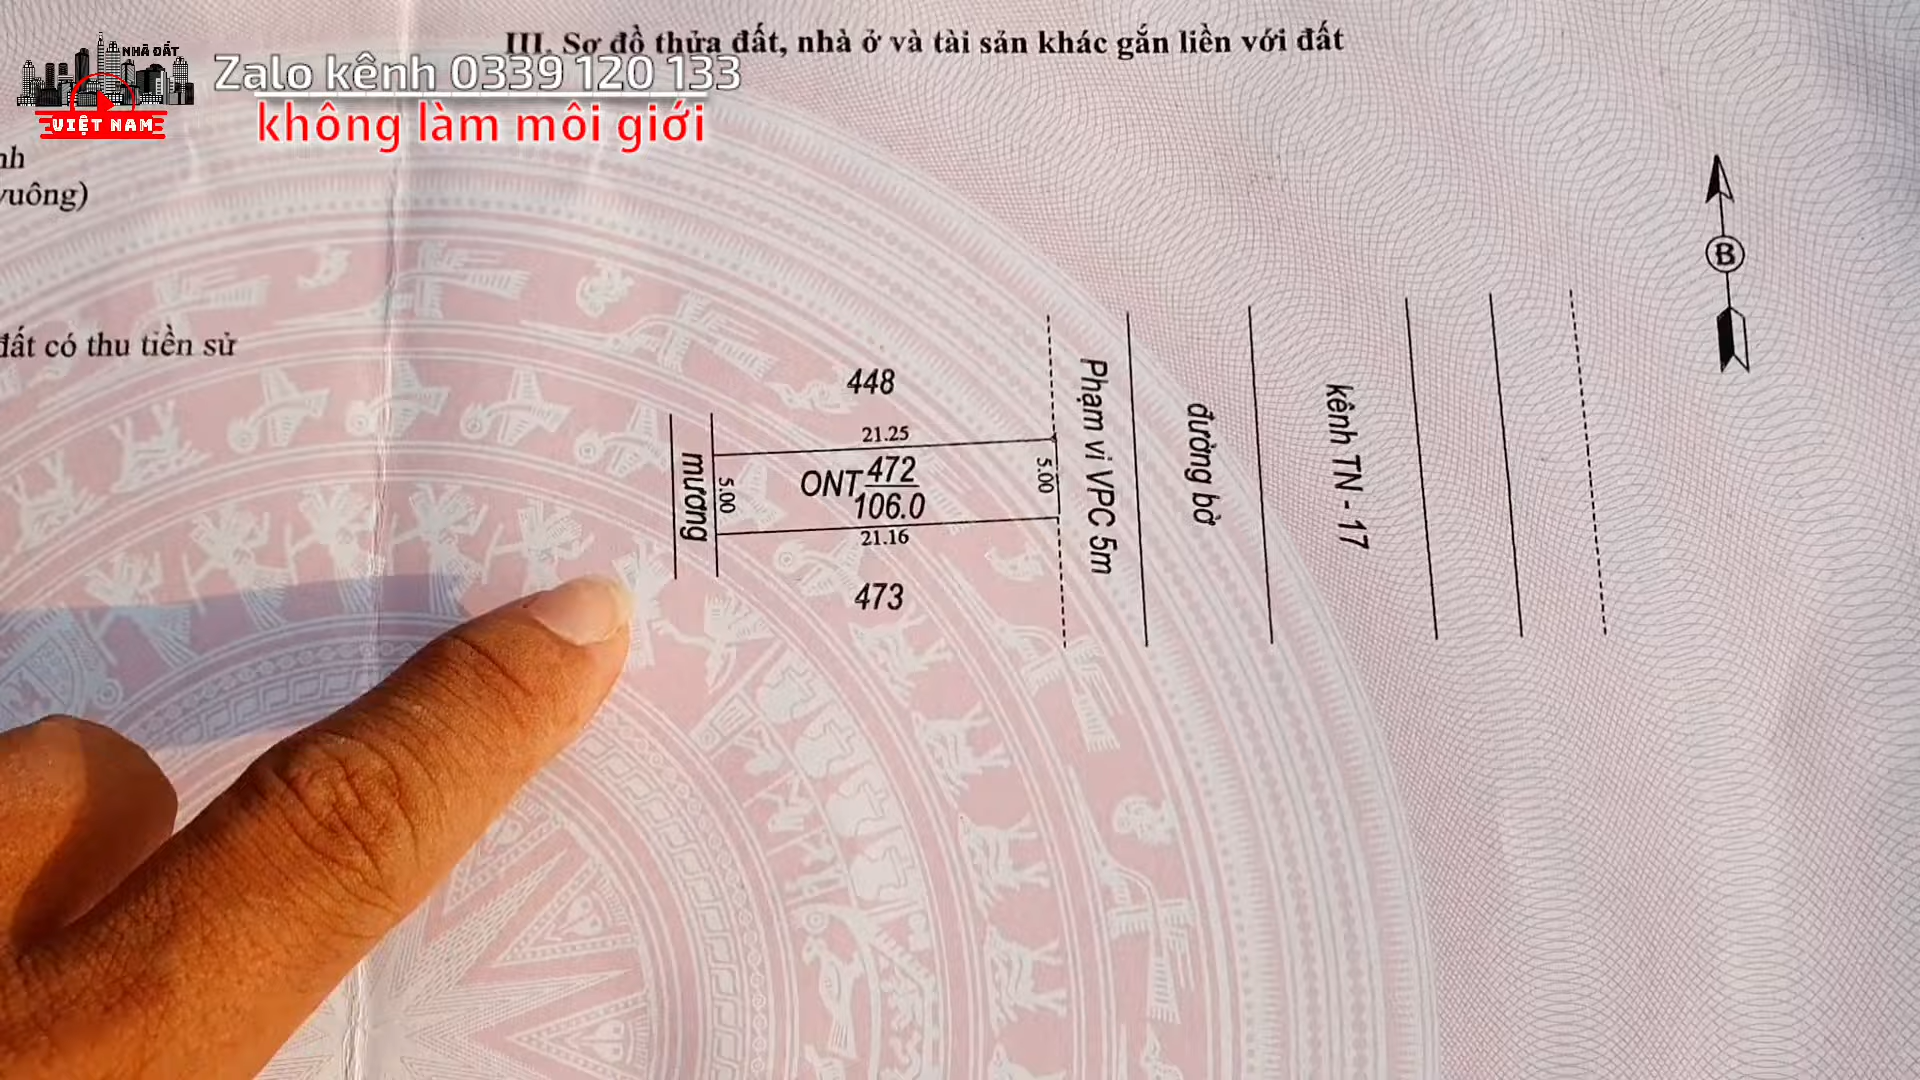 III. Sơ đồ thửa đất, nhà ở và tài sản khác gắn liền với đất
NHÀ ĐẤT
VIỆT NAM
Zalo kênh 0339 120 133
không làm môi giới
nh
vuông)
đất có thu tiền sử
B
448
21.25
mương
5.00
ONT 472
106.0
5.00
21.16
473
Phạm vi VPC 5m
đường bờ
kênh TN - 17